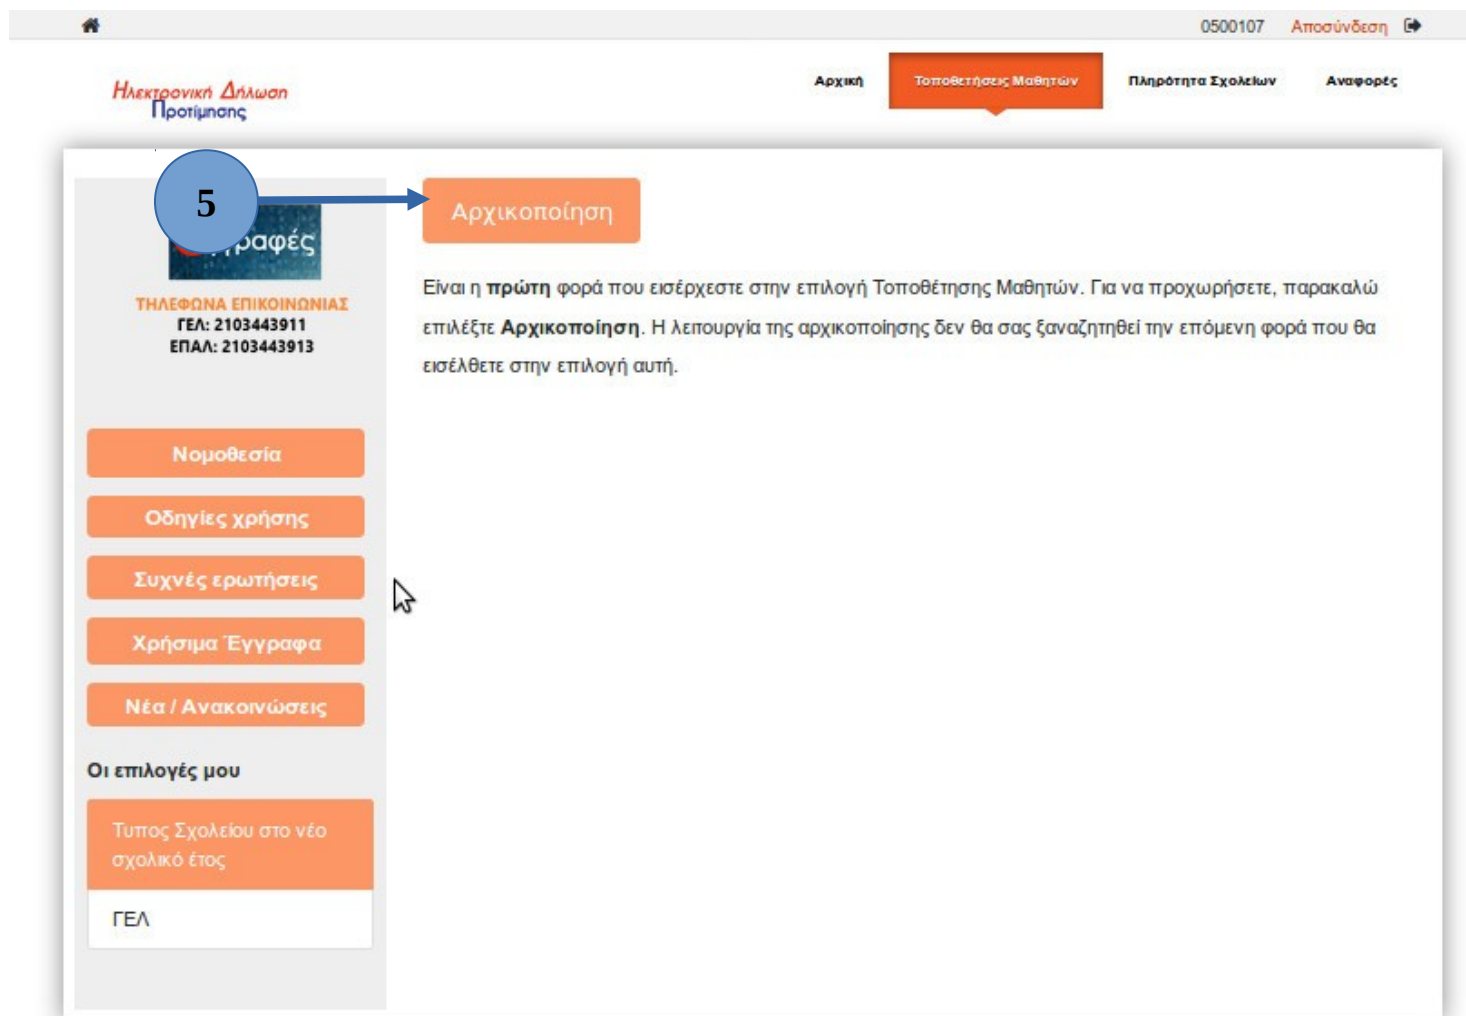 0500107 Αποσύνδεση
Ηλεκτρονική Δήλωση
Προτίμησης
Αρχική Τοποθετήσεις Μαθητών Πληρότητα Σχολείων Αναφορές
5
Αρχικοποίηση
Είναι η πρώτη φορά που εισέρχεστε στην επιλογή Τοποθέτησης Μαθητών. Για να προχωρήσετε, παρακαλώ
επιλέξτε Αρχικοποίηση. Η λειτουργία της αρχικοποίησης δεν θα σας ξαναζητηθεί την επόμενη φορά που θα
εισέλθετε στην επιλογή αυτή.
ΤΗΛΕΦΩΝΑ ΕΠΙΚΟΙΝΩΝΙΑΣ
ΓΕΛ: 2103443911
ΕΠΑΛ: 2103443913
Νομοθεσία
Οδηγίες χρήσης
Συχνές ερωτήσεις
Χρήσιμα Έγγραφα
Νέα / Ανακοινώσεις
Οι επιλογές μου
Τυπος Σχολείου στο νέο
σχολικό έτος
ΓΕΛ